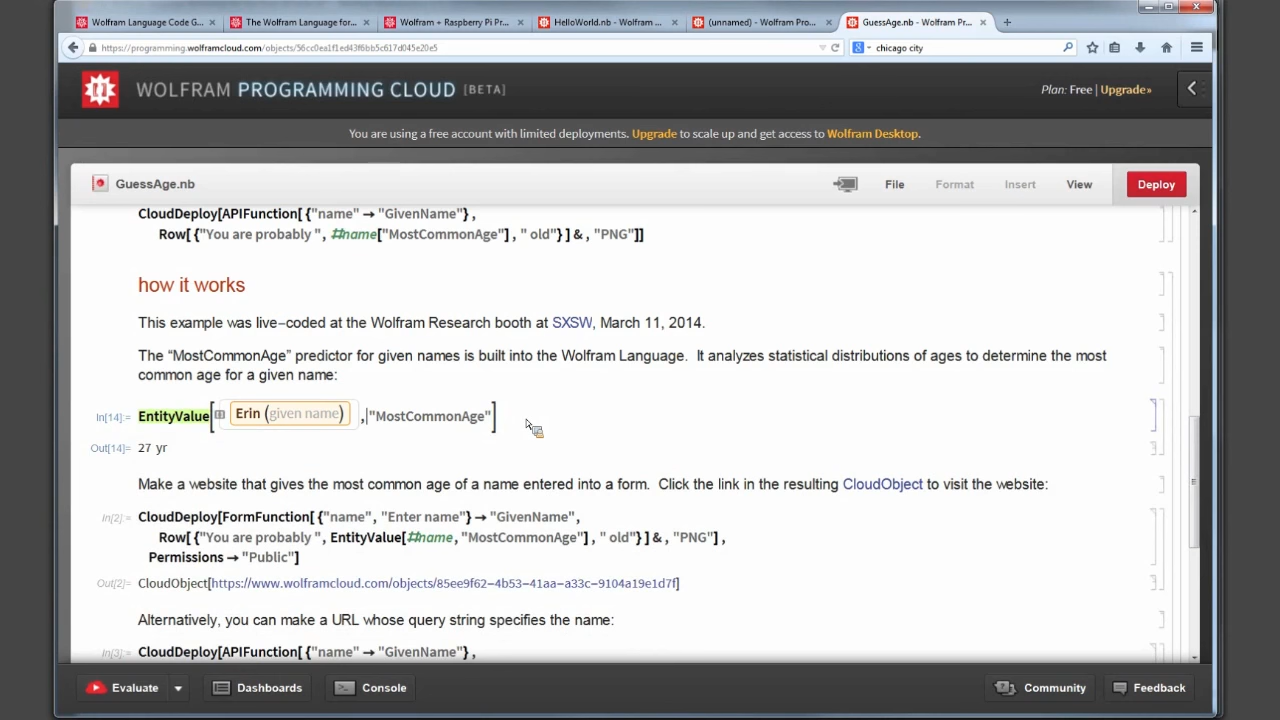 Wolfram Language Code G...
The Wolfram Language for...
Wolfram + Raspberry Pi Pr...
HelloWorld.nb - Wolfram ...
(unnamed) - Wolfram Pro...
GuessAge.nb - Wolfram Pr...
https://programming.wolframcloud.com/objects/56cc0ea1f1ed43f6bb5c617d045e20e5
chicago city
WOLFRAM PROGRAMMING CLOUD [BETA]
Plan: Free | Upgrade»
You are using a free account with limited deployments. Upgrade to scale up and get access to Wolfram Desktop.
GuessAge.nb
File Format Insert View Deploy
CloudDeploy[APIFunction[ {"name" → "GivenName"} ,
Row[ {"You are probably ", #name["MostCommonAge"] , " old"} ] & , "PNG"]]
how it works
This example was live–coded at the Wolfram Research booth at SXSW, March 11, 2014.
The “MostCommonAge” predictor for given names is built into the Wolfram Language. It analyzes statistical distributions of ages to determine the most
common age for a given name:
In[14]:= EntityValue[ Erin (given name) , "MostCommonAge"]
Out[14]= 27 yr
Make a website that gives the most common age of a name entered into a form. Click the link in the resulting CloudObject to visit the website:
In[2]:= CloudDeploy[FormFunction[ {"name", "Enter name"} → "GivenName",
Row[ {"You are probably ", EntityValue[#name, "MostCommonAge"] , " old"} ] & , "PNG"] ,
Permissions → "Public"]
Out[2]= CloudObject[https://www.wolframcloud.com/objects/85ee9f62–4b53–41aa–a33c–9104a19e1d7f]
Alternatively, you can make a URL whose query string specifies the name:
In[3]:= CloudDeploy[APIFunction[ {"name" → "GivenName"} ,
Evaluate Dashboards Console Community Feedback